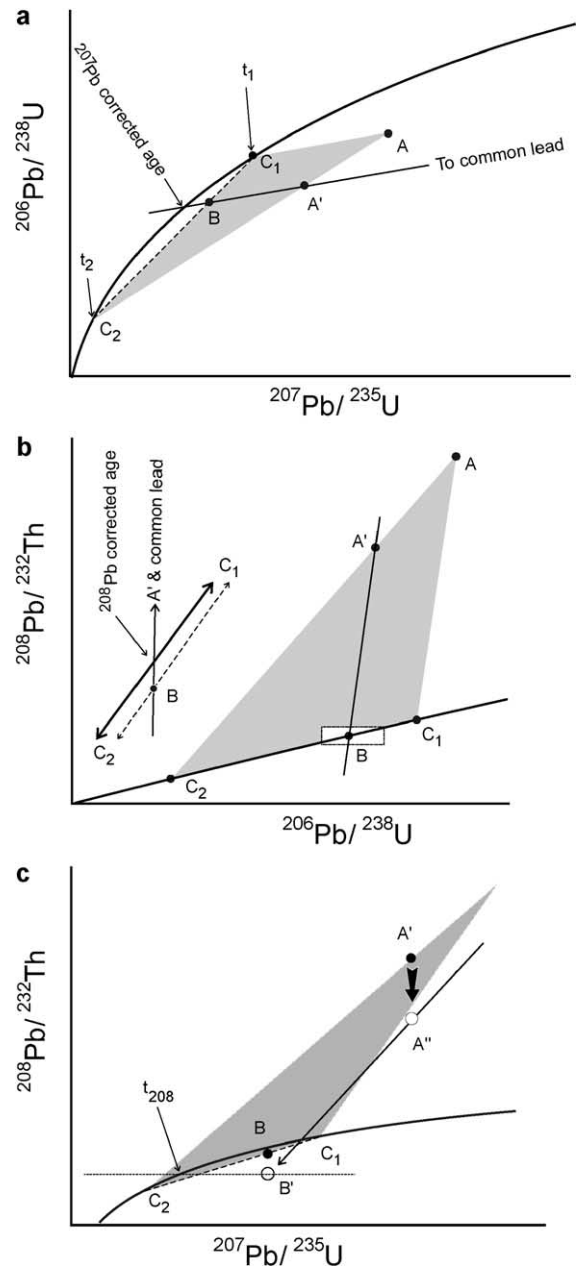 a
²⁰⁷Pb corrected age
t₁
²⁰⁶Pb/ ²³⁸U
A
C₁
To common lead
B
A'
t₂
C₂
²⁰⁷Pb/ ²³⁵U
b
²⁰⁸Pb corrected age
A' & common lead
A
²⁰⁸Pb/ ²³²Th
C₁
A'
B
C₂
B
C₁
C₂
²⁰⁶Pb/ ²³⁸U
c
A'
²⁰⁸Pb/ ²³²Th
A''
t₂₀₈
B
C₁
C₂
B'
²⁰⁷Pb/ ²³⁵U